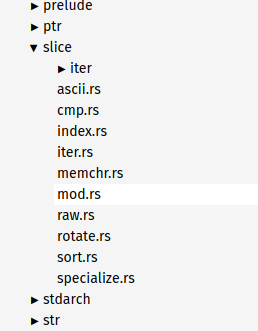 prelude
ptr
slice
iter
ascii.rs
cmp.rs
index.rs
iter.rs
memchr.rs
mod.rs
raw.rs
rotate.rs
sort.rs
specialize.rs
stdarch
str